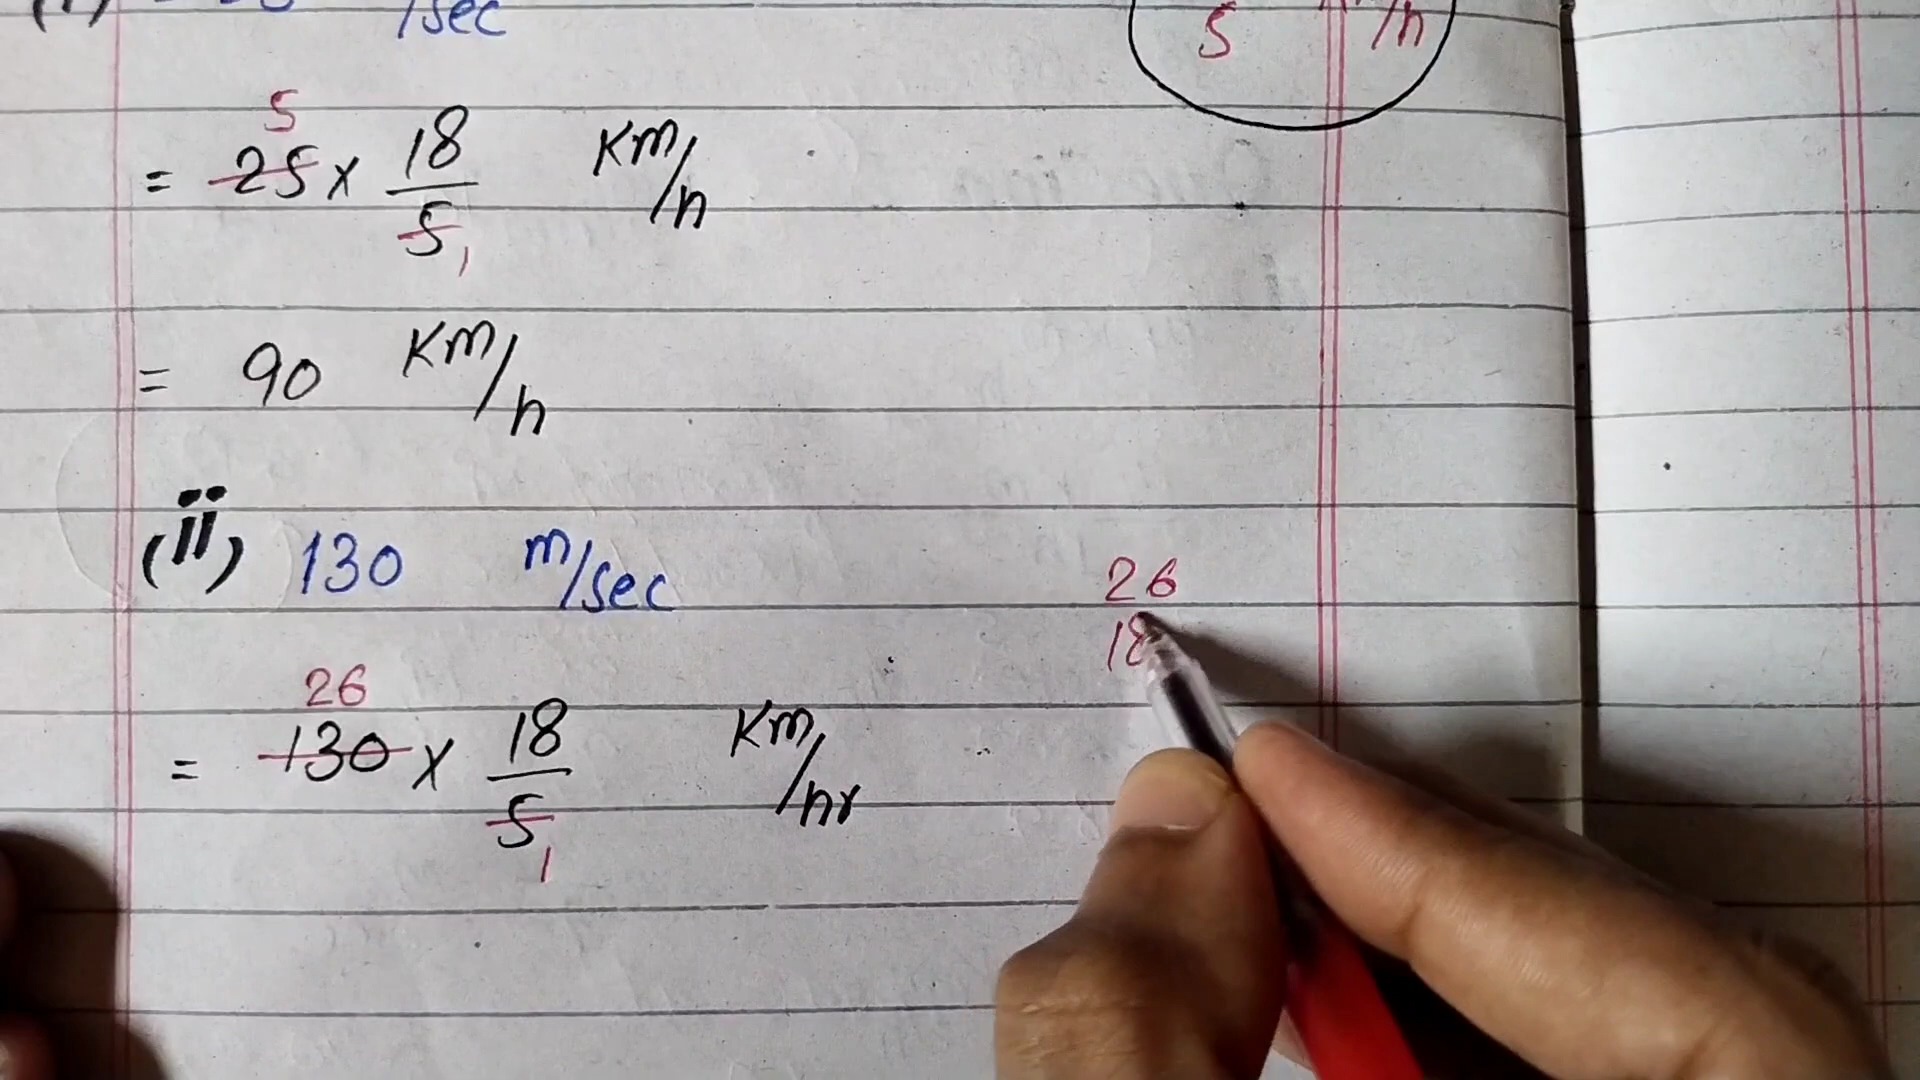 /sec
5 /h
5
= 25 x 18/5 Km/h
1
= 90 Km/h
(ii) 130 m/sec
26
18
26
= 130 x 18/5 Km/hr
1